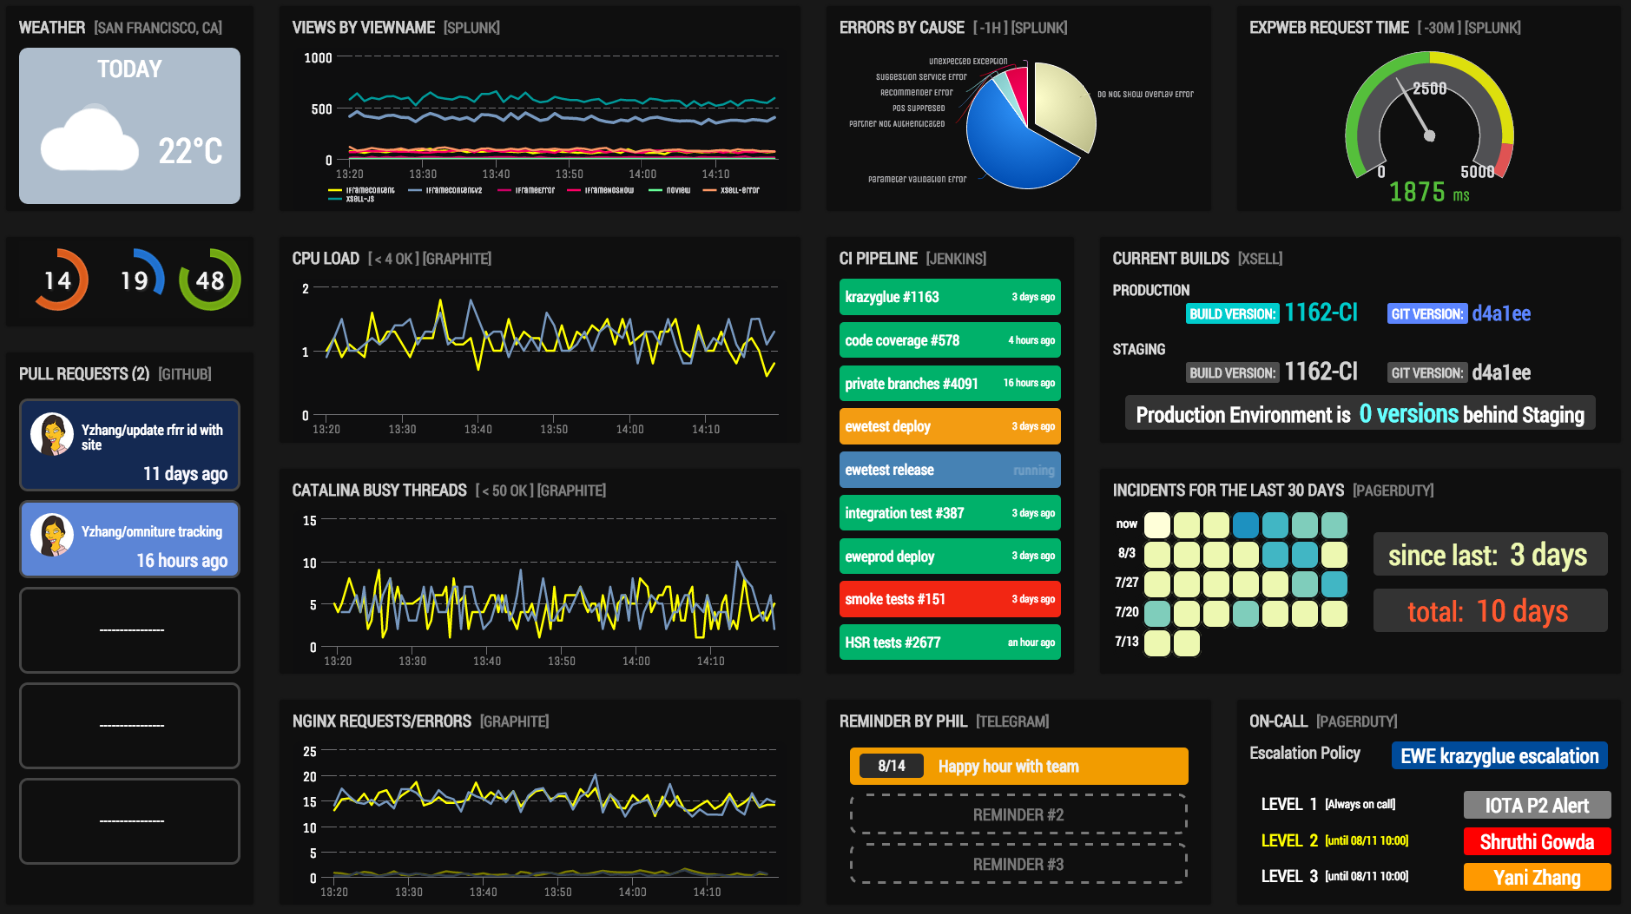 WEATHER [SAN FRANCISCO, CA]
TODAY
22°C
VIEWS BY VIEWNAME [SPLUNK]
1000
500
0
13:20 13:30 13:40 13:50 14:00 14:10
iframecontent iframecontentv2 iframeerror iframenoshow noview xsell-error
xsell-js
ERRORS BY CAUSE [ -1H ] [SPLUNK]
Unexpected Exception
Suggestion Service Error
Recommender Error
POS Suppressed
Partner Not Authenticated
Do Not Show Overlay Error
Parameter Validation Error
EXPWEB REQUEST TIME [ -30M ] [SPLUNK]
2500
0 5000
1875 ms
14 19 48
PULL REQUESTS (2) [GITHUB]
Yzhang/update rfrr id with
site
11 days ago
Yzhang/omniture tracking
16 hours ago
----------------
----------------
----------------
CPU LOAD [ < 4 OK ] [GRAPHITE]
2
1
0
13:20 13:30 13:40 13:50 14:00 14:10
CATALINA BUSY THREADS [ < 50 OK ] [GRAPHITE]
15
10
5
0
13:20 13:30 13:40 13:50 14:00 14:10
NGINX REQUESTS/ERRORS [GRAPHITE]
25
20
15
10
5
0
13:20 13:30 13:40 13:50 14:00 14:10
CI PIPELINE [JENKINS]
krazyglue #1163 3 days ago
code coverage #578 4 hours ago
private branches #4091 16 hours ago
ewetest deploy 3 days ago
ewetest release running
integration test #387 3 days ago
eweprod deploy 3 days ago
smoke tests #151 3 days ago
HSR tests #2677 an hour ago
CURRENT BUILDS [XSELL]
PRODUCTION
BUILD VERSION: 1162-CI GIT VERSION: d4a1ee
STAGING
BUILD VERSION: 1162-CI GIT VERSION: d4a1ee
Production Environment is 0 versions behind Staging
INCIDENTS FOR THE LAST 30 DAYS [PAGERDUTY]
now
8/3
7/27
7/20
7/13
since last: 3 days
total: 10 days
REMINDER BY PHIL [TELEGRAM]
8/14 Happy hour with team
REMINDER #2
REMINDER #3
ON-CALL [PAGERDUTY]
Escalation Policy EWE krazyglue escalation
LEVEL 1 [Always on call] IOTA P2 Alert
LEVEL 2 [until 08/11 10:00] Shruthi Gowda
LEVEL 3 [until 08/11 10:00] Yani Zhang